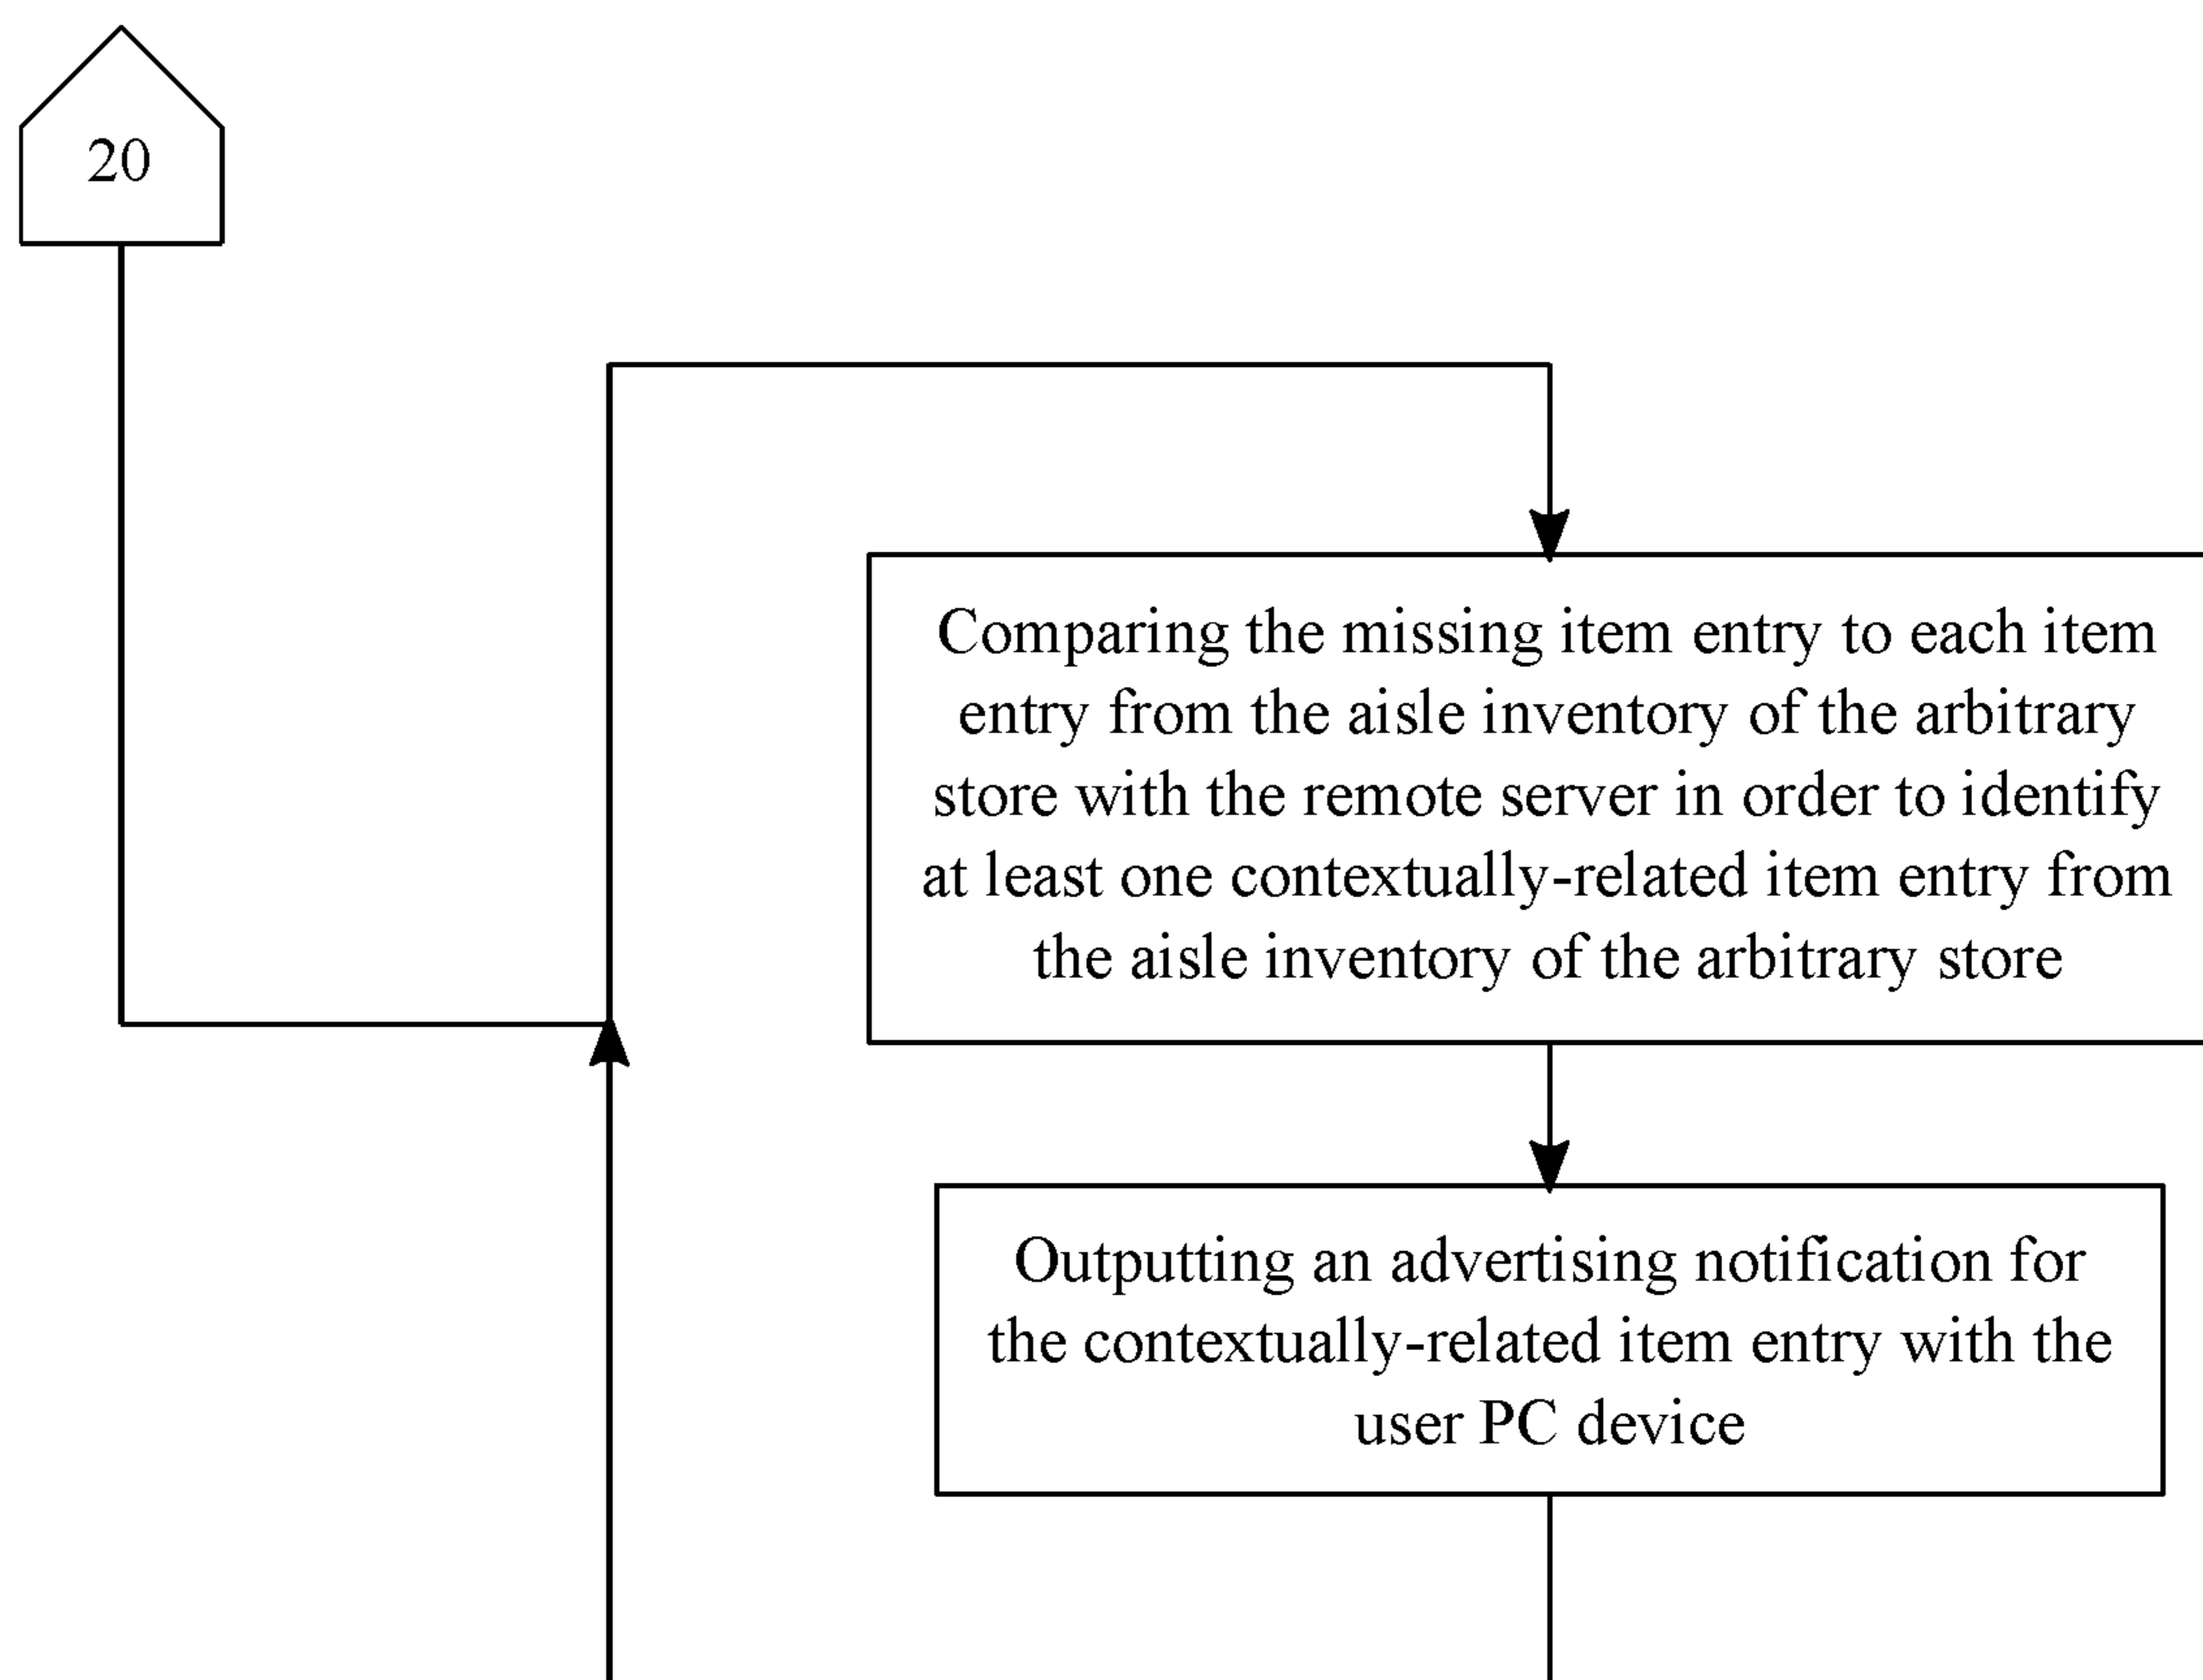 20
Comparing the missing item entry to each item
entry from the aisle inventory of the arbitrary
store with the remote server in order to identify
at least one contextually-related item entry from
the aisle inventory of the arbitrary store
Outputting an advertising notification for
the contextually-related item entry with the
user PC device